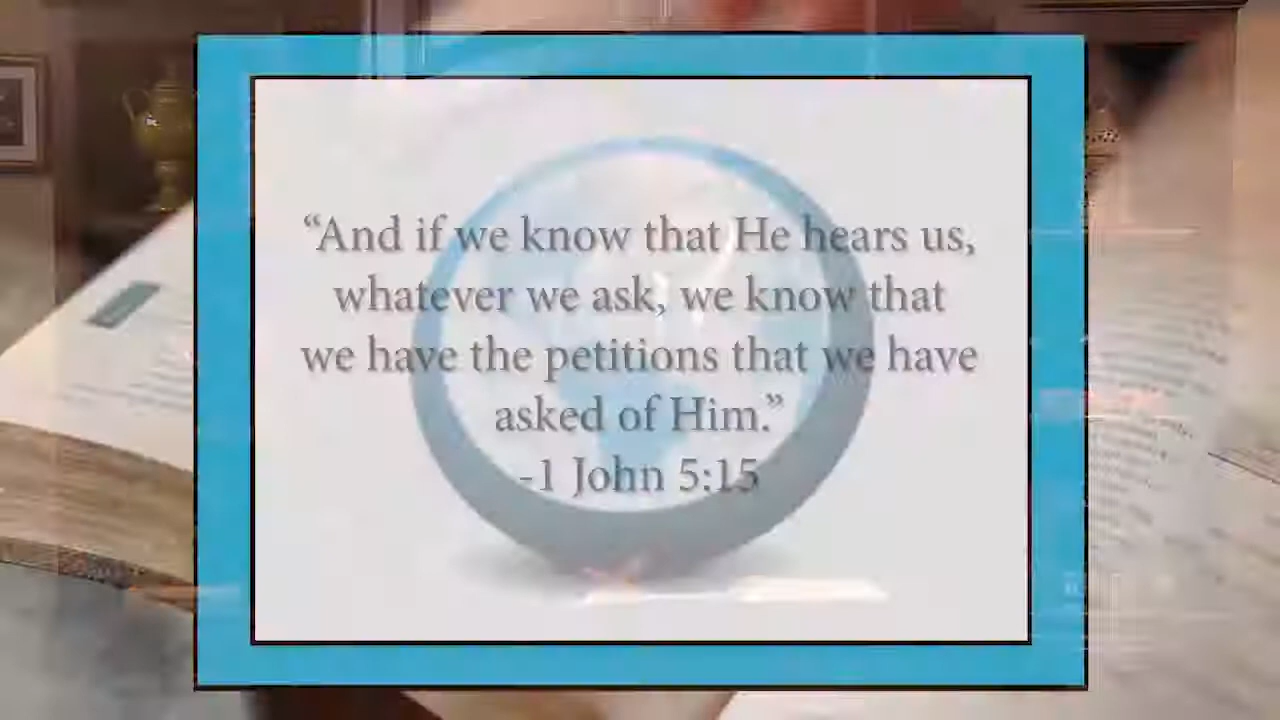 “And if we know that He hears us,
whatever we ask, we know that
we have the petitions that we have
asked of Him.”
-1 John 5:15